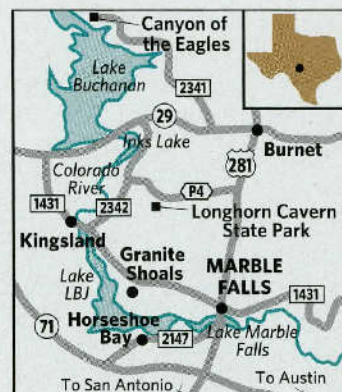 Canyon of
the Eagles
Lake
Buchanan
2341
29
Inks Lake
Burnet
Colorado
River
281
P4
1431
2342
Longhorn Cavern
State Park
Kingsland
Granite
Shoals
MARBLE
FALLS
Lake
LBJ
1431
71
Horseshoe
Bay
2147
Lake Marble
Falls
To San Antonio
To Austin